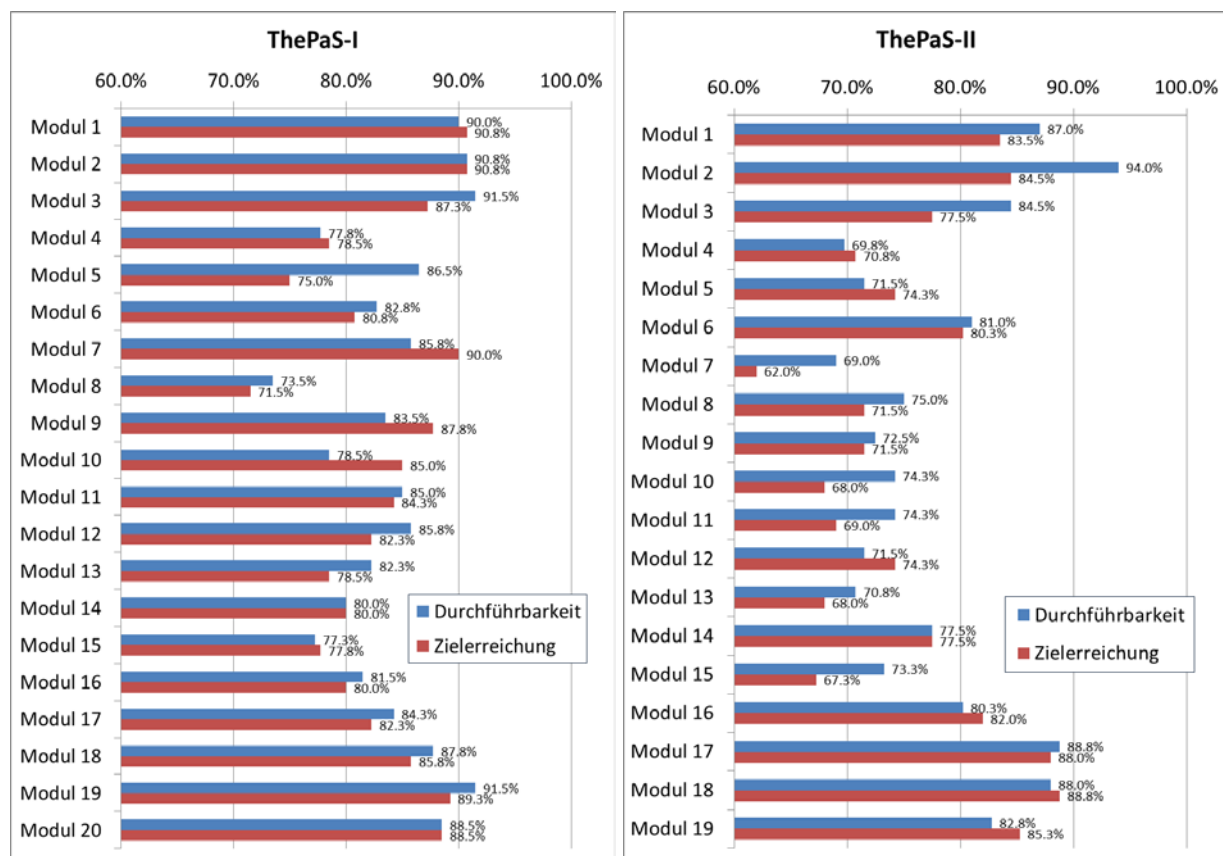 ThePaS-I
60.0% 70.0% 80.0% 90.0% 100.0%
Modul 1 90.0%
90.8%
Modul 2 90.8%
90.8%
Modul 3 91.5%
87.3%
Modul 4 77.8%
78.5%
Modul 5 86.5%
75.0%
Modul 6 82.8%
80.8%
Modul 7 85.8%
90.0%
Modul 8 73.5%
71.5%
Modul 9 83.5%
87.8%
Modul 10 78.5%
85.0%
Modul 11 85.0%
84.3%
Modul 12 85.8%
82.3%
Modul 13 82.3%
78.5%
Modul 14 80.0%
80.0%
Modul 15 77.3%
77.8%
Modul 16 81.5%
80.0%
Modul 17 84.3%
82.3%
Modul 18 87.8%
85.8%
Modul 19 91.5%
89.3%
Modul 20 88.5%
88.5%
Durchführbarkeit
Zielerreichung
ThePaS-II
60.0% 70.0% 80.0% 90.0% 100.0%
Modul 1 87.0%
83.5%
Modul 2 94.0%
84.5%
Modul 3 84.5%
77.5%
Modul 4 69.8%
70.8%
Modul 5 71.5%
74.3%
Modul 6 81.0%
80.3%
Modul 7 69.0%
62.0%
Modul 8 75.0%
71.5%
Modul 9 72.5%
71.5%
Modul 10 74.3%
68.0%
Modul 11 74.3%
69.0%
Modul 12 71.5%
74.3%
Modul 13 70.8%
68.0%
Modul 14 77.5%
77.5%
Modul 15 73.3%
67.3%
Modul 16 80.3%
82.0%
Modul 17 88.8%
88.0%
Modul 18 88.0%
88.8%
Modul 19 82.8%
85.3%
Durchführbarkeit
Zielerreichung